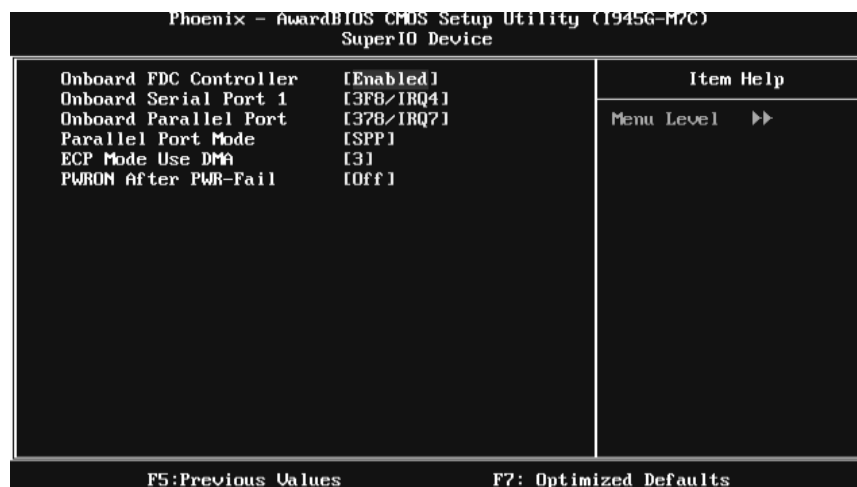 Phoenix - AwardBIOS CMOS Setup Utility (I945G-M7C)
SuperIO Device
Onboard FDC Controller [Enabled]
Onboard Serial Port 1 [3F8/IRQ4]
Onboard Parallel Port [378/IRQ7]
Parallel Port Mode [SPP]
ECP Mode Use DMA [3]
PWRON After PWR-Fail [Off]
Item Help
Menu Level ▶▶
F5:Previous Values F7: Optimized Defaults